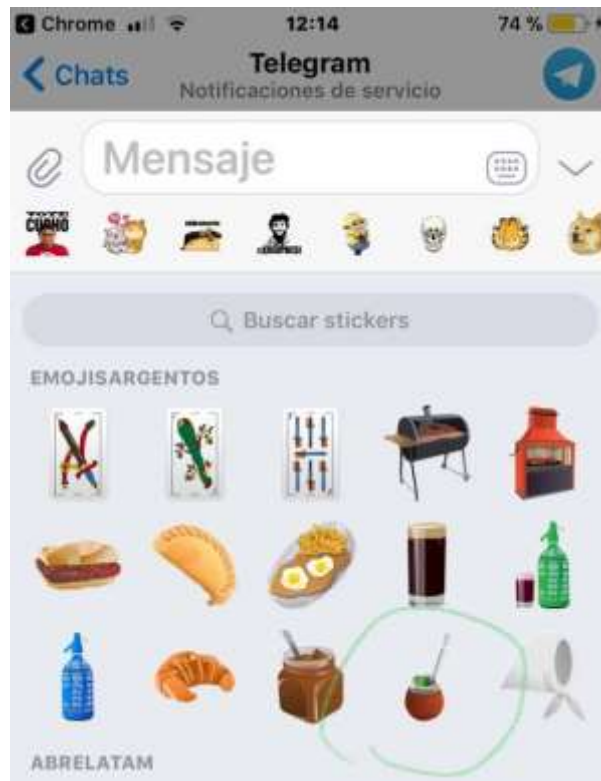 Chrome 12:14 74 %
Chats Telegram
Notificaciones de servicio
Mensaje
Buscar stickers
EMOJISARGENTOS
ABRELATAM